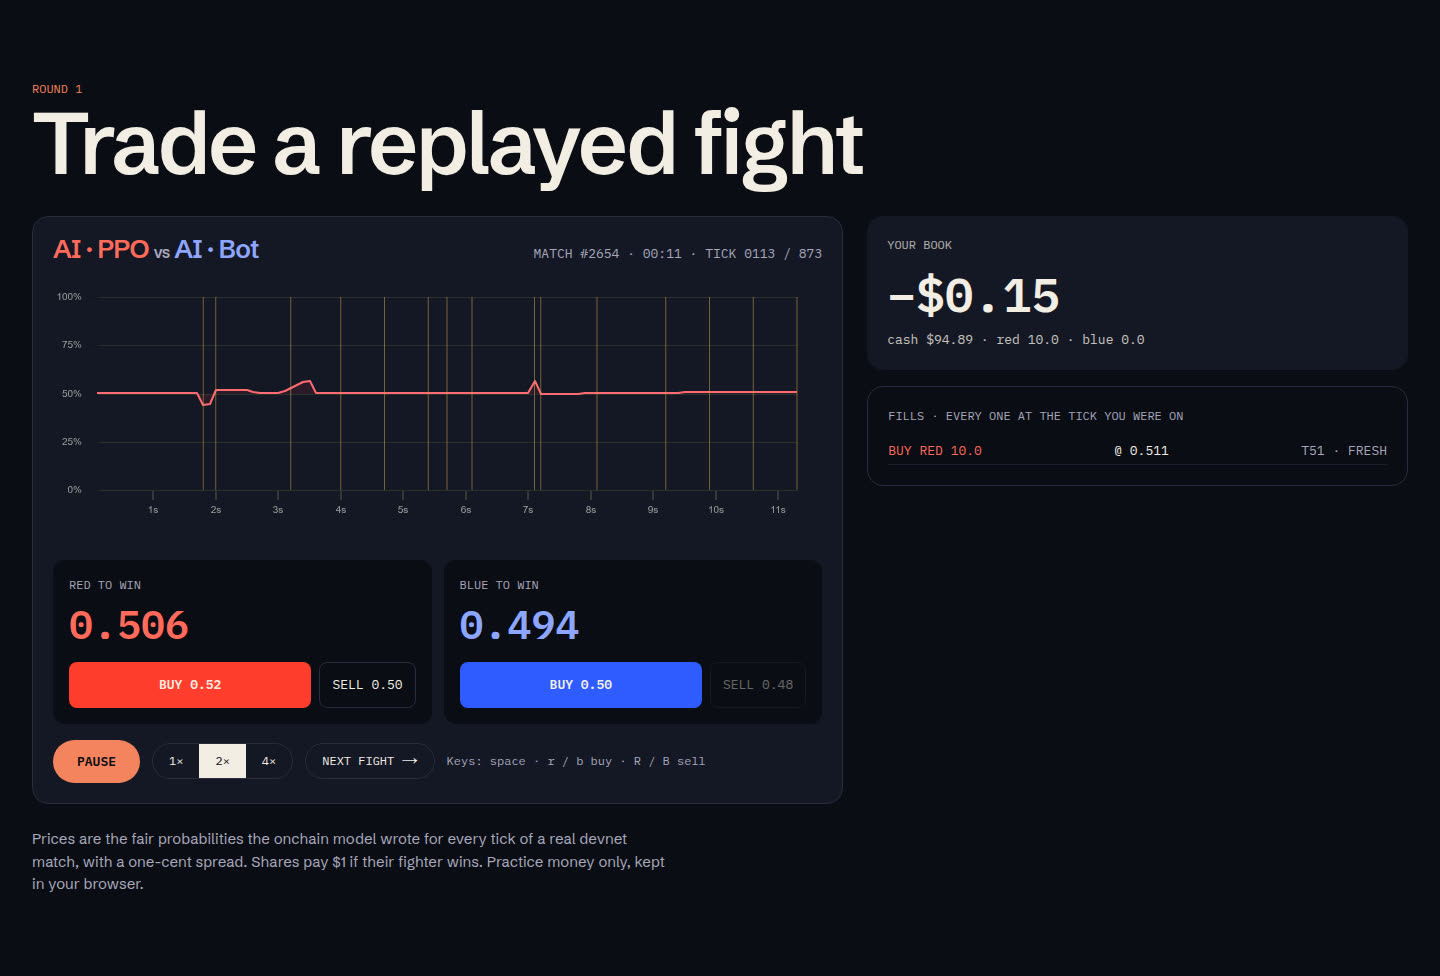 ROUND 1
Trade a replayed fight
AI · PPO vs AI · Bot
MATCH #2654 · 00:11 · TICK 0113 / 873
100%
75%
50%
25%
0%
1s 2s 3s 4s 5s 6s 7s 8s 9s 10s 11s
RED TO WIN
0.506
BUY 0.52 SELL 0.50
BLUE TO WIN
0.494
BUY 0.50 SELL 0.48
PAUSE 1× 2× 4× NEXT FIGHT → Keys: space · r / b buy · R / B sell
YOUR BOOK
−$0.15
cash $94.89 · red 10.0 · blue 0.0
FILLS · EVERY ONE AT THE TICK YOU WERE ON
BUY RED 10.0 @ 0.511 T51 · FRESH
Prices are the fair probabilities the onchain model wrote for every tick of a real devnet
match, with a one-cent spread. Shares pay $1 if their fighter wins. Practice money only, kept
in your browser.